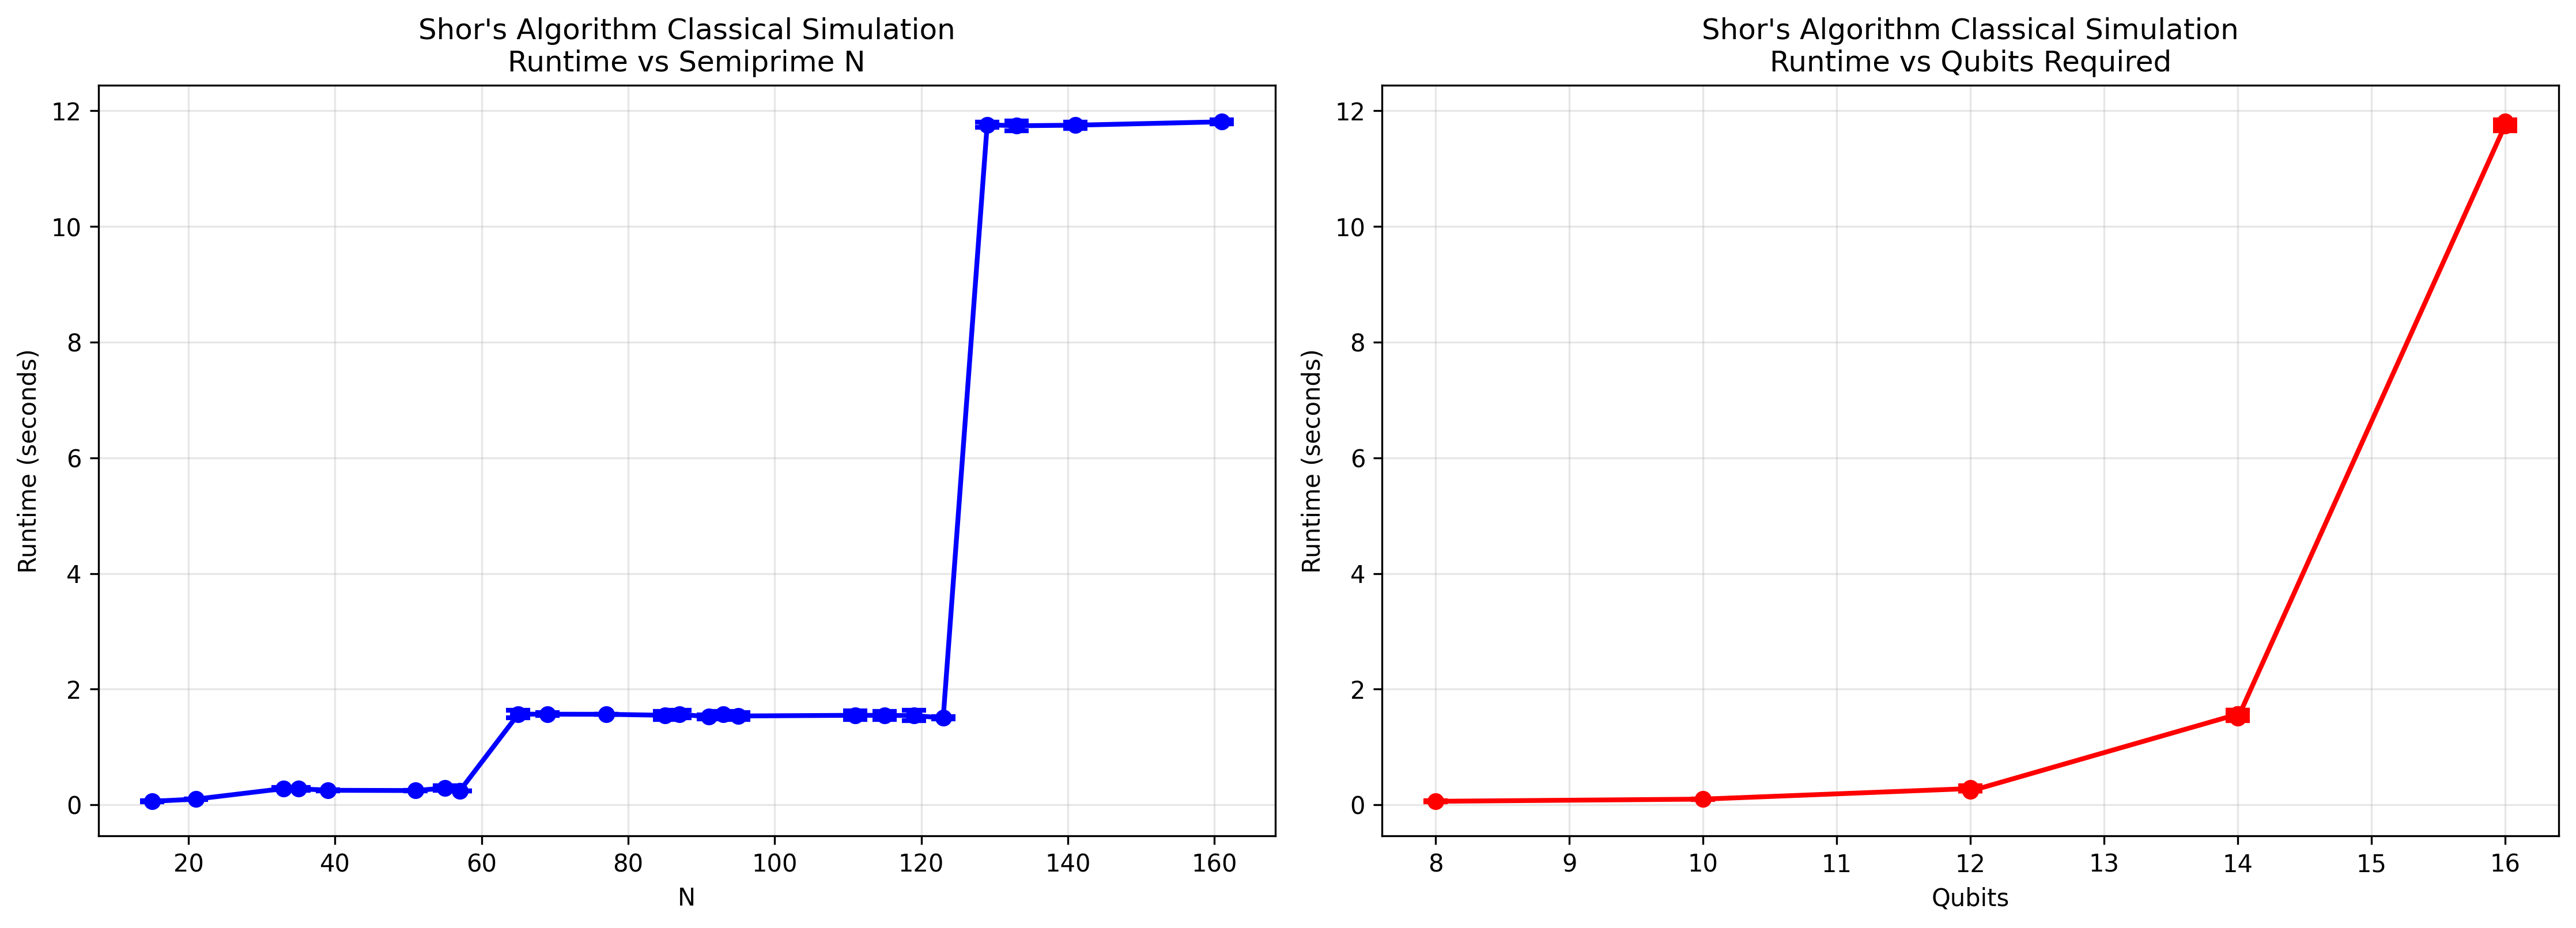 Shor's Algorithm Classical Simulation
Runtime vs Semiprime N
12
10
8
6
4
2
0
Runtime (seconds)
20 40 60 80 100 120 140 160
N
Shor's Algorithm Classical Simulation
Runtime vs Qubits Required
12
10
8
6
4
2
0
Runtime (seconds)
8 9 10 11 12 13 14 15 16
Qubits